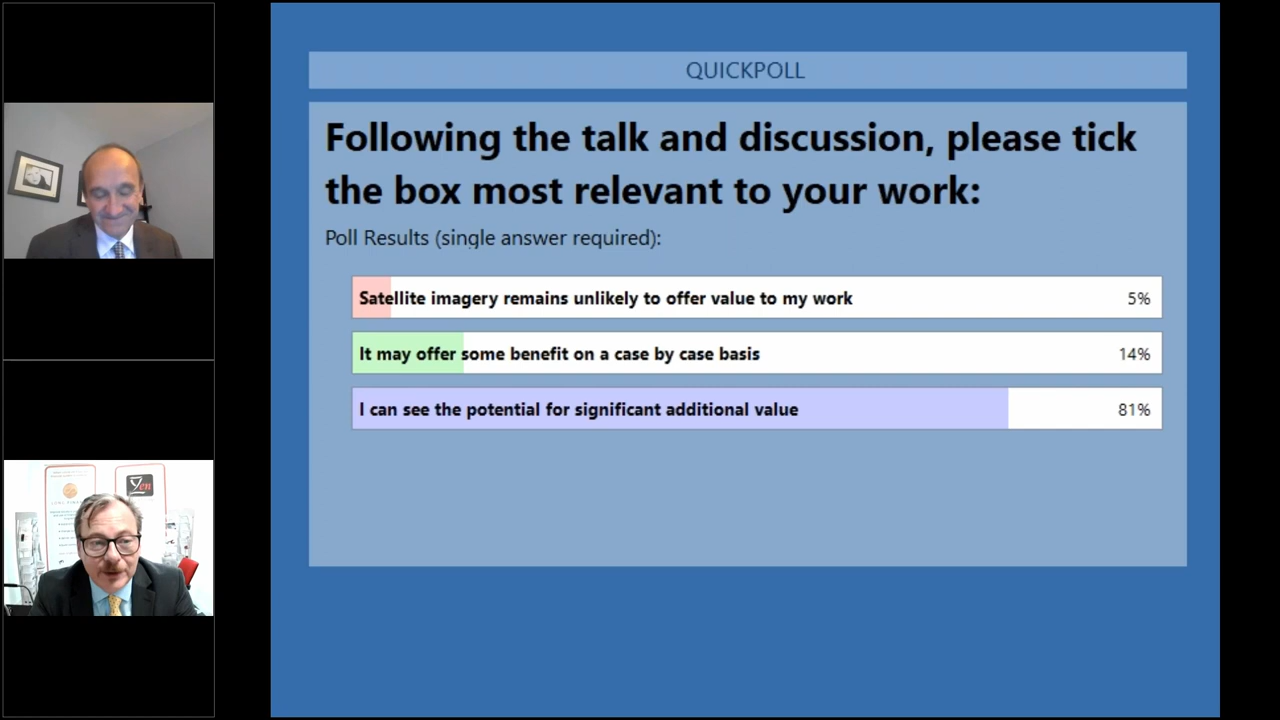 QUICKPOLL
Following the talk and discussion, please tick
the box most relevant to your work:
Poll Results (single answer required):
Satellite imagery remains unlikely to offer value to my work 5%
It may offer some benefit on a case by case basis 14%
I can see the potential for significant additional value 81%
Yen